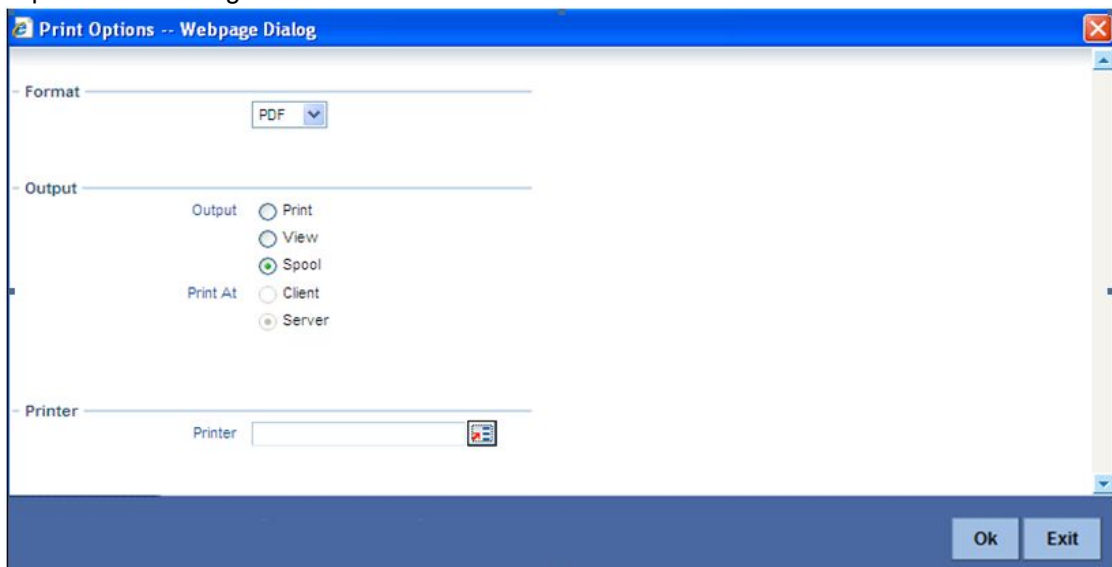 Print Options -- Webpage Dialog
Format
PDF
Output
Output Print
View
Spool
Print At Client
Server
Printer
Printer
Ok Exit